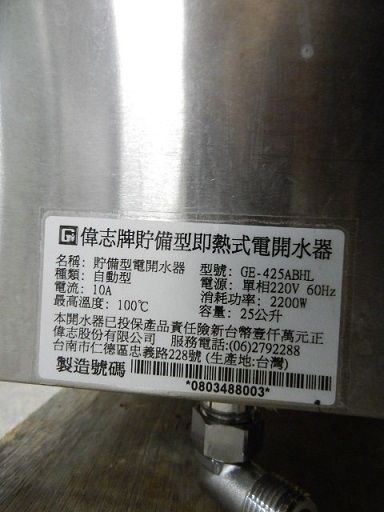 偉志牌貯備型即熱式電開水器
名稱: 貯備型電開水器 型號: GE-425ABHL
種類: 自動型 電源: 單相220V 60Hz
電流: 10A 消耗功率: 2200W
最高溫度: 100℃ 容量: 25公升
本開水器已投保產品責任險新台幣壹仟萬元正
偉志股份有限公司 服務電話:(06)2792288
台南市仁德區忠義路228號 (生產地:台灣)
製造號碼 *0803488003*